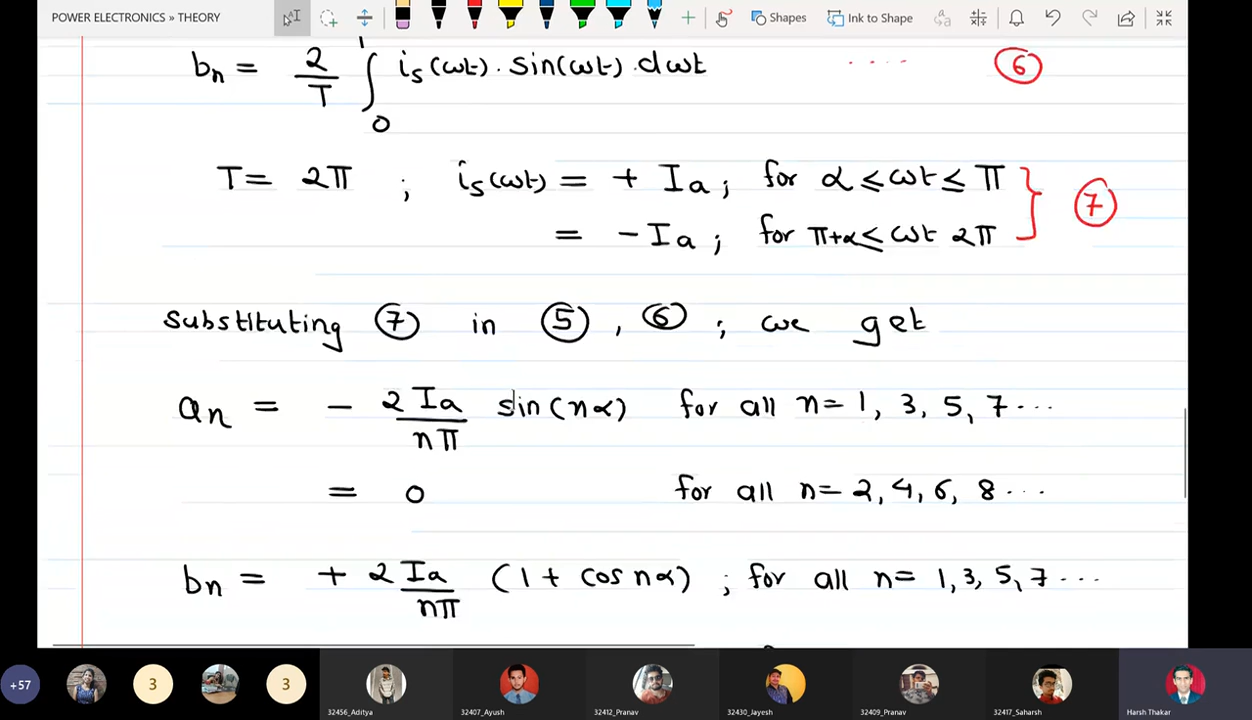 POWER ELECTRONICS » THEORY
Shapes
Ink to Shape
bn = 2/T ∫0 is(ωt) . sin(ωt) . dωt .... 6
T = 2π ; is(ωt) = + Ia ; for α ≤ ωt ≤ π
= - Ia ; for π+α ≤ ωt 2π
7
Substituting 7 in 5 , 6 ; we get
an = - 2Ia/nπ sin(nα) for all n= 1, 3, 5, 7 ...
= 0 for all n= 2, 4, 6, 8 ...
bn = + 2Ia/nπ (1 + cos nα) ; for all n= 1, 3, 5, 7 ...
+57
3
3
32456_Aditya
32407_Ayush
32412_Pranav
32430_Jayesh
32409_Pranav
32417_Saharsh
Harsh Thakar